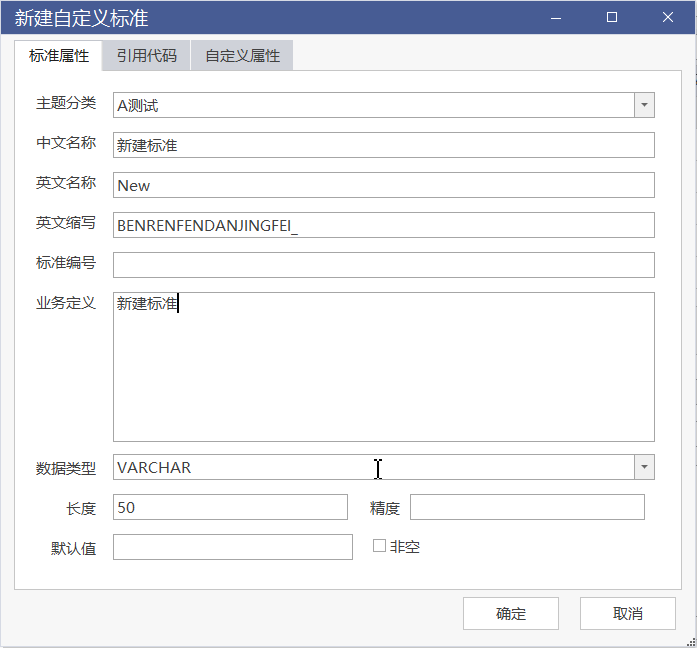 新建自定义标准
标准属性 引用代码 自定义属性
主题分类 A测试
中文名称 新建标准
英文名称 New
英文缩写 BENRENFENDANJINGFEI_
标准编号
业务定义 新建标准
数据类型 VARCHAR
长度 50 精度
默认值 非空
确定 取消